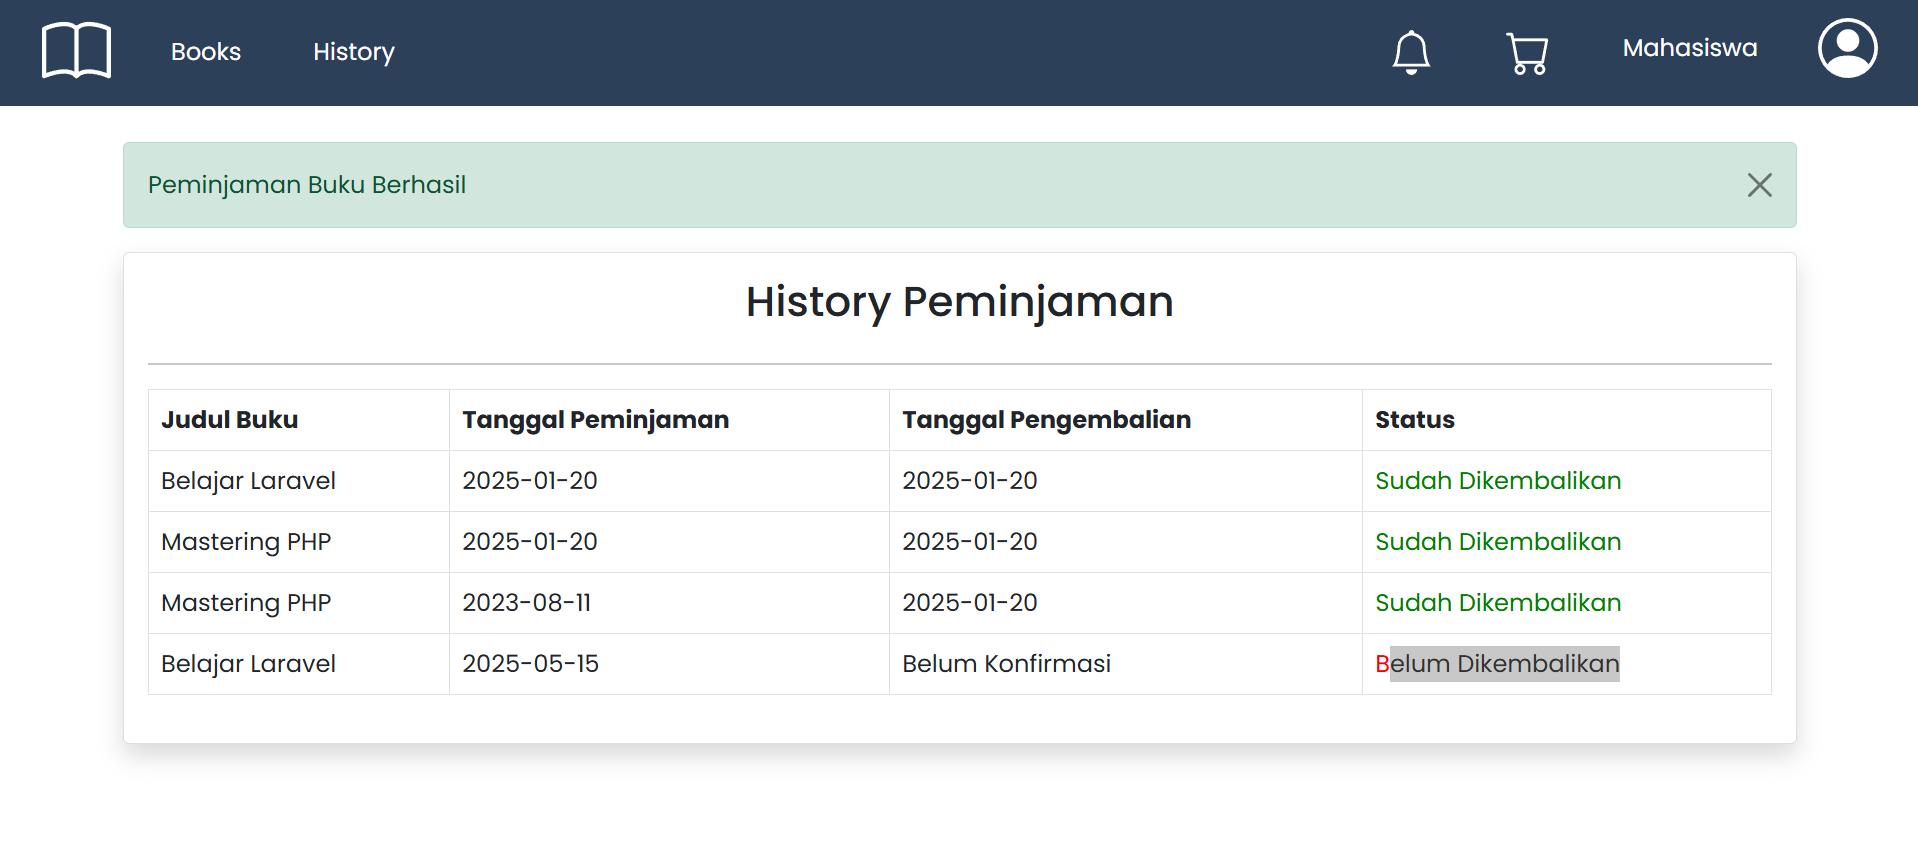 Books History Mahasiswa
Peminjaman Buku Berhasil
History Peminjaman
Judul Buku Tanggal Peminjaman Tanggal Pengembalian Status
Belajar Laravel 2025-01-20 2025-01-20 Sudah Dikembalikan
Mastering PHP 2025-01-20 2025-01-20 Sudah Dikembalikan
Mastering PHP 2023-08-11 2025-01-20 Sudah Dikembalikan
Belajar Laravel 2025-05-15 Belum Konfirmasi Belum Dikembalikan